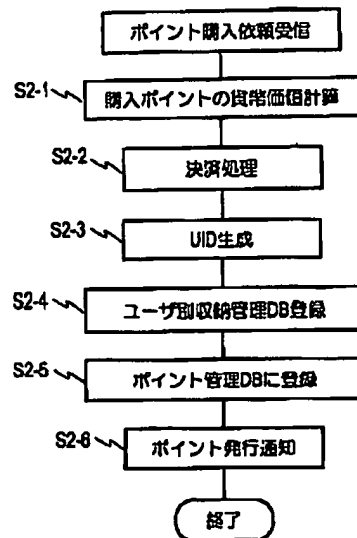 ポイント購入依頼受信
S2-1
購入ポイントの貨幣価値計算
S2-2
決済処理
S2-3
UID生成
S2-4
ユーザ別収納管理DB登録
S2-5
ポイント管理DBに登録
S2-6
ポイント発行通知
終了